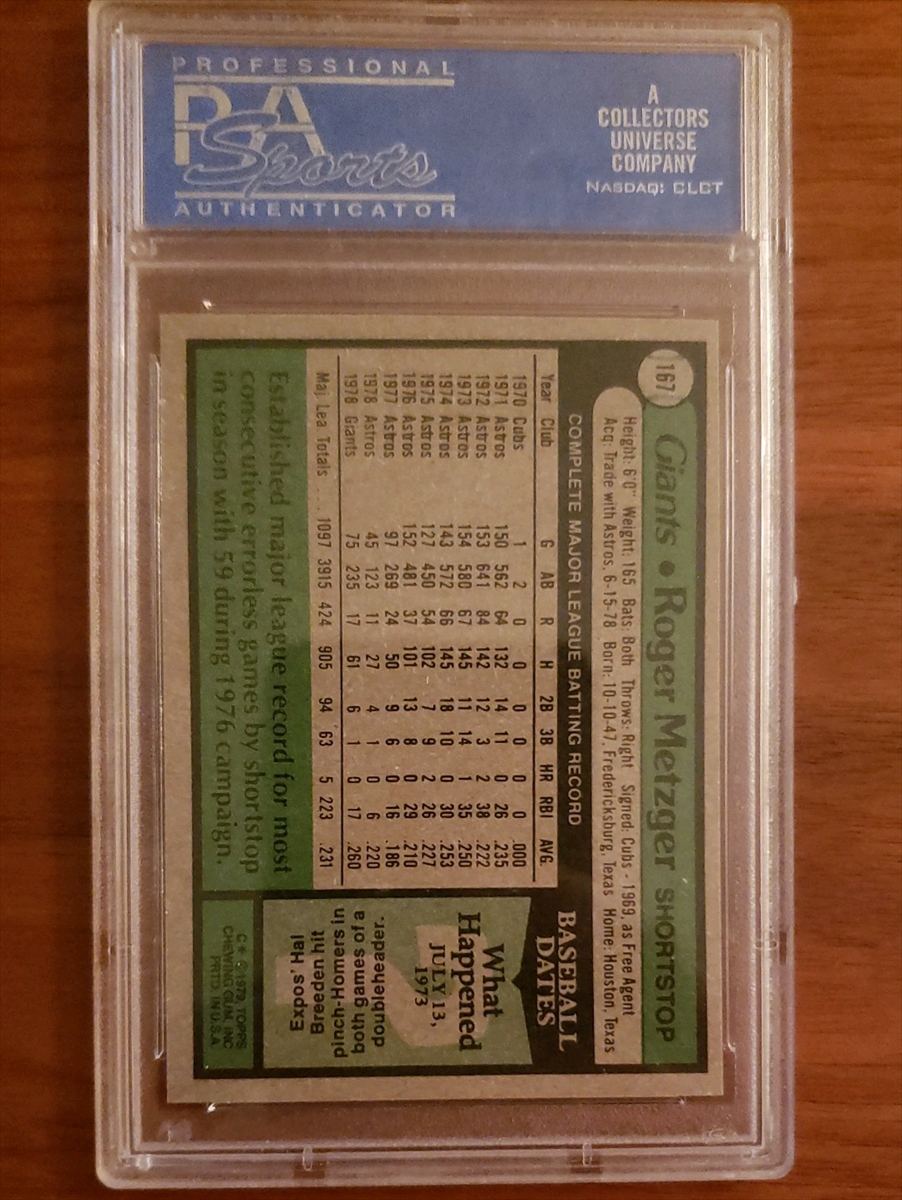 PROFESSIONAL
PSA
Sports
AUTHENTICATOR
A
COLLECTORS
UNIVERSE
COMPANY
NASDAQ: CLCT
167
Giants • Roger Metzger SHORTSTOP
Height: 6'0" Weight: 165 Bats: Both Throws: Right Signed: Cubs - 1969, as Free Agent
Acq: Trade with Astros, 6-15-78 Born: 10-10-47, Fredericksburg, Texas Home: Houston, Texas
COMPLETE MAJOR LEAGUE BATTING RECORD
Year Club G AB R H 2B 3B HR RBI AVG.
1970 Cubs 1 2 0 0 0 0 0 0 .000
1971 Astros 150 562 64 132 14 11 0 26 .235
1972 Astros 153 641 84 142 12 3 2 38 .222
1973 Astros 154 580 67 145 11 14 1 35 .250
1974 Astros 143 572 66 145 18 10 0 30 .253
1975 Astros 127 450 54 102 7 9 2 26 .227
1976 Astros 152 481 37 101 13 8 0 29 .210
1977 Astros 97 269 24 50 9 6 0 16 .186
1978 Astros 45 123 11 27 4 1 0 6 .220
1978 Giants 75 235 17 61 6 1 0 17 .260
Maj. Lea. Totals .... 1097 3915 424 905 94 63 5 223 .231
Established major league record for most
consecutive errorless games by shortstop
in season with 59 during 1976 campaign.
BASEBALL
DATES
What
Happened
JULY 13,
1973
Expos' Hal
Breeden hit
pinch-Homers in
both games of a
doubleheader.
© 1979 TOPPS
CHEWING GUM, INC
PRTD IN U.S.A.